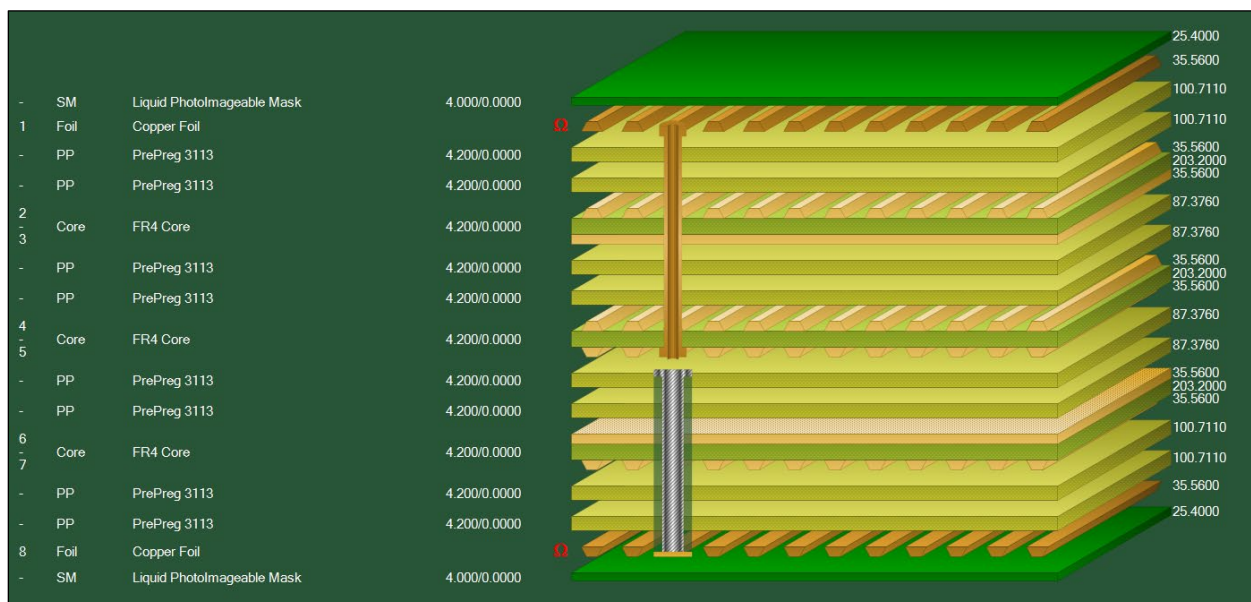 - SM Liquid PhotoImageable Mask 4.000/0.0000
1 Foil Copper Foil Ω
- PP PrePreg 3113 4.200/0.0000
- PP PrePreg 3113 4.200/0.0000
2
- Core FR4 Core 4.200/0.0000
3
- PP PrePreg 3113 4.200/0.0000
- PP PrePreg 3113 4.200/0.0000
4
- Core FR4 Core 4.200/0.0000
5
- PP PrePreg 3113 4.200/0.0000
- PP PrePreg 3113 4.200/0.0000
6
- Core FR4 Core 4.200/0.0000
7
- PP PrePreg 3113 4.200/0.0000
- PP PrePreg 3113 4.200/0.0000
8 Foil Copper Foil Ω
- SM Liquid PhotoImageable Mask 4.000/0.0000
25.4000
35.5600
100.7110
100.7110
35.5600
203.2000
35.5600
87.3760
87.3760
35.5600
203.2000
35.5600
87.3760
87.3760
35.5600
203.2000
35.5600
100.7110
100.7110
35.5600
25.4000